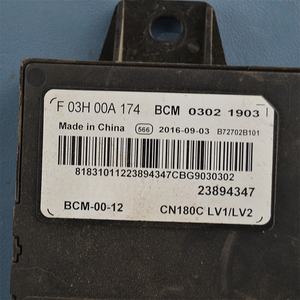 F 03H 00A 174 BCM 0302 1903
Made in China 566 2016-09-03 B72702B101
81831011223894347CBG9030302
23894347
BCM-00-12 CN180C LV1/LV2